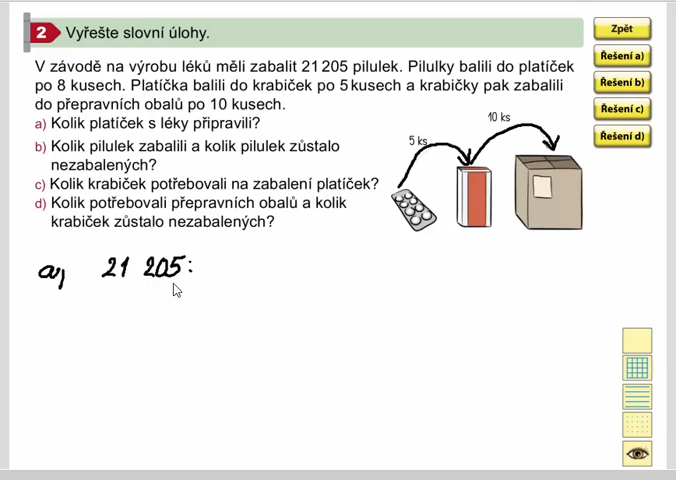 2 Vyřešte slovní úlohy.
V závodě na výrobu léků měli zabalit 21 205 pilulek. Pilulky balili do platíček
po 8 kusech. Platíčka balili do krabiček po 5 kusech a krabičky pak zabalili
do přepravních obalů po 10 kusech.
a) Kolik platíček s léky připravili?
b) Kolik pilulek zabalili a kolik pilulek zůstalo
nezabalených?
c) Kolik krabiček potřebovali na zabalení platíček?
d) Kolik potřebovali přepravních obalů a kolik
krabiček zůstalo nezabalených?
5 ks
10 ks
a) 21 205:
Zpět
Řešení a)
Řešení b)
Řešení c)
Řešení d)